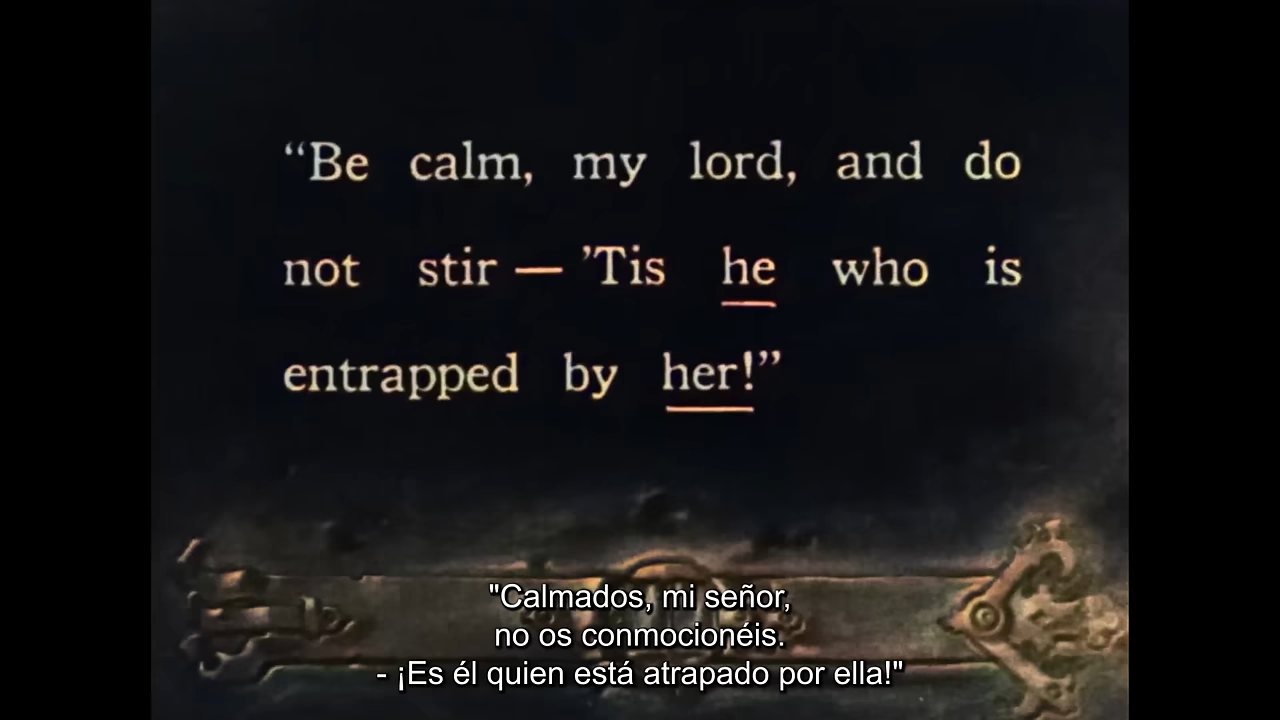 “Be calm, my lord, and do
not stir — ’Tis he who is
entrapped by her!”
"Calmados, mi señor,
no os conmocionéis.
- ¡Es él quien está atrapado por ella!"